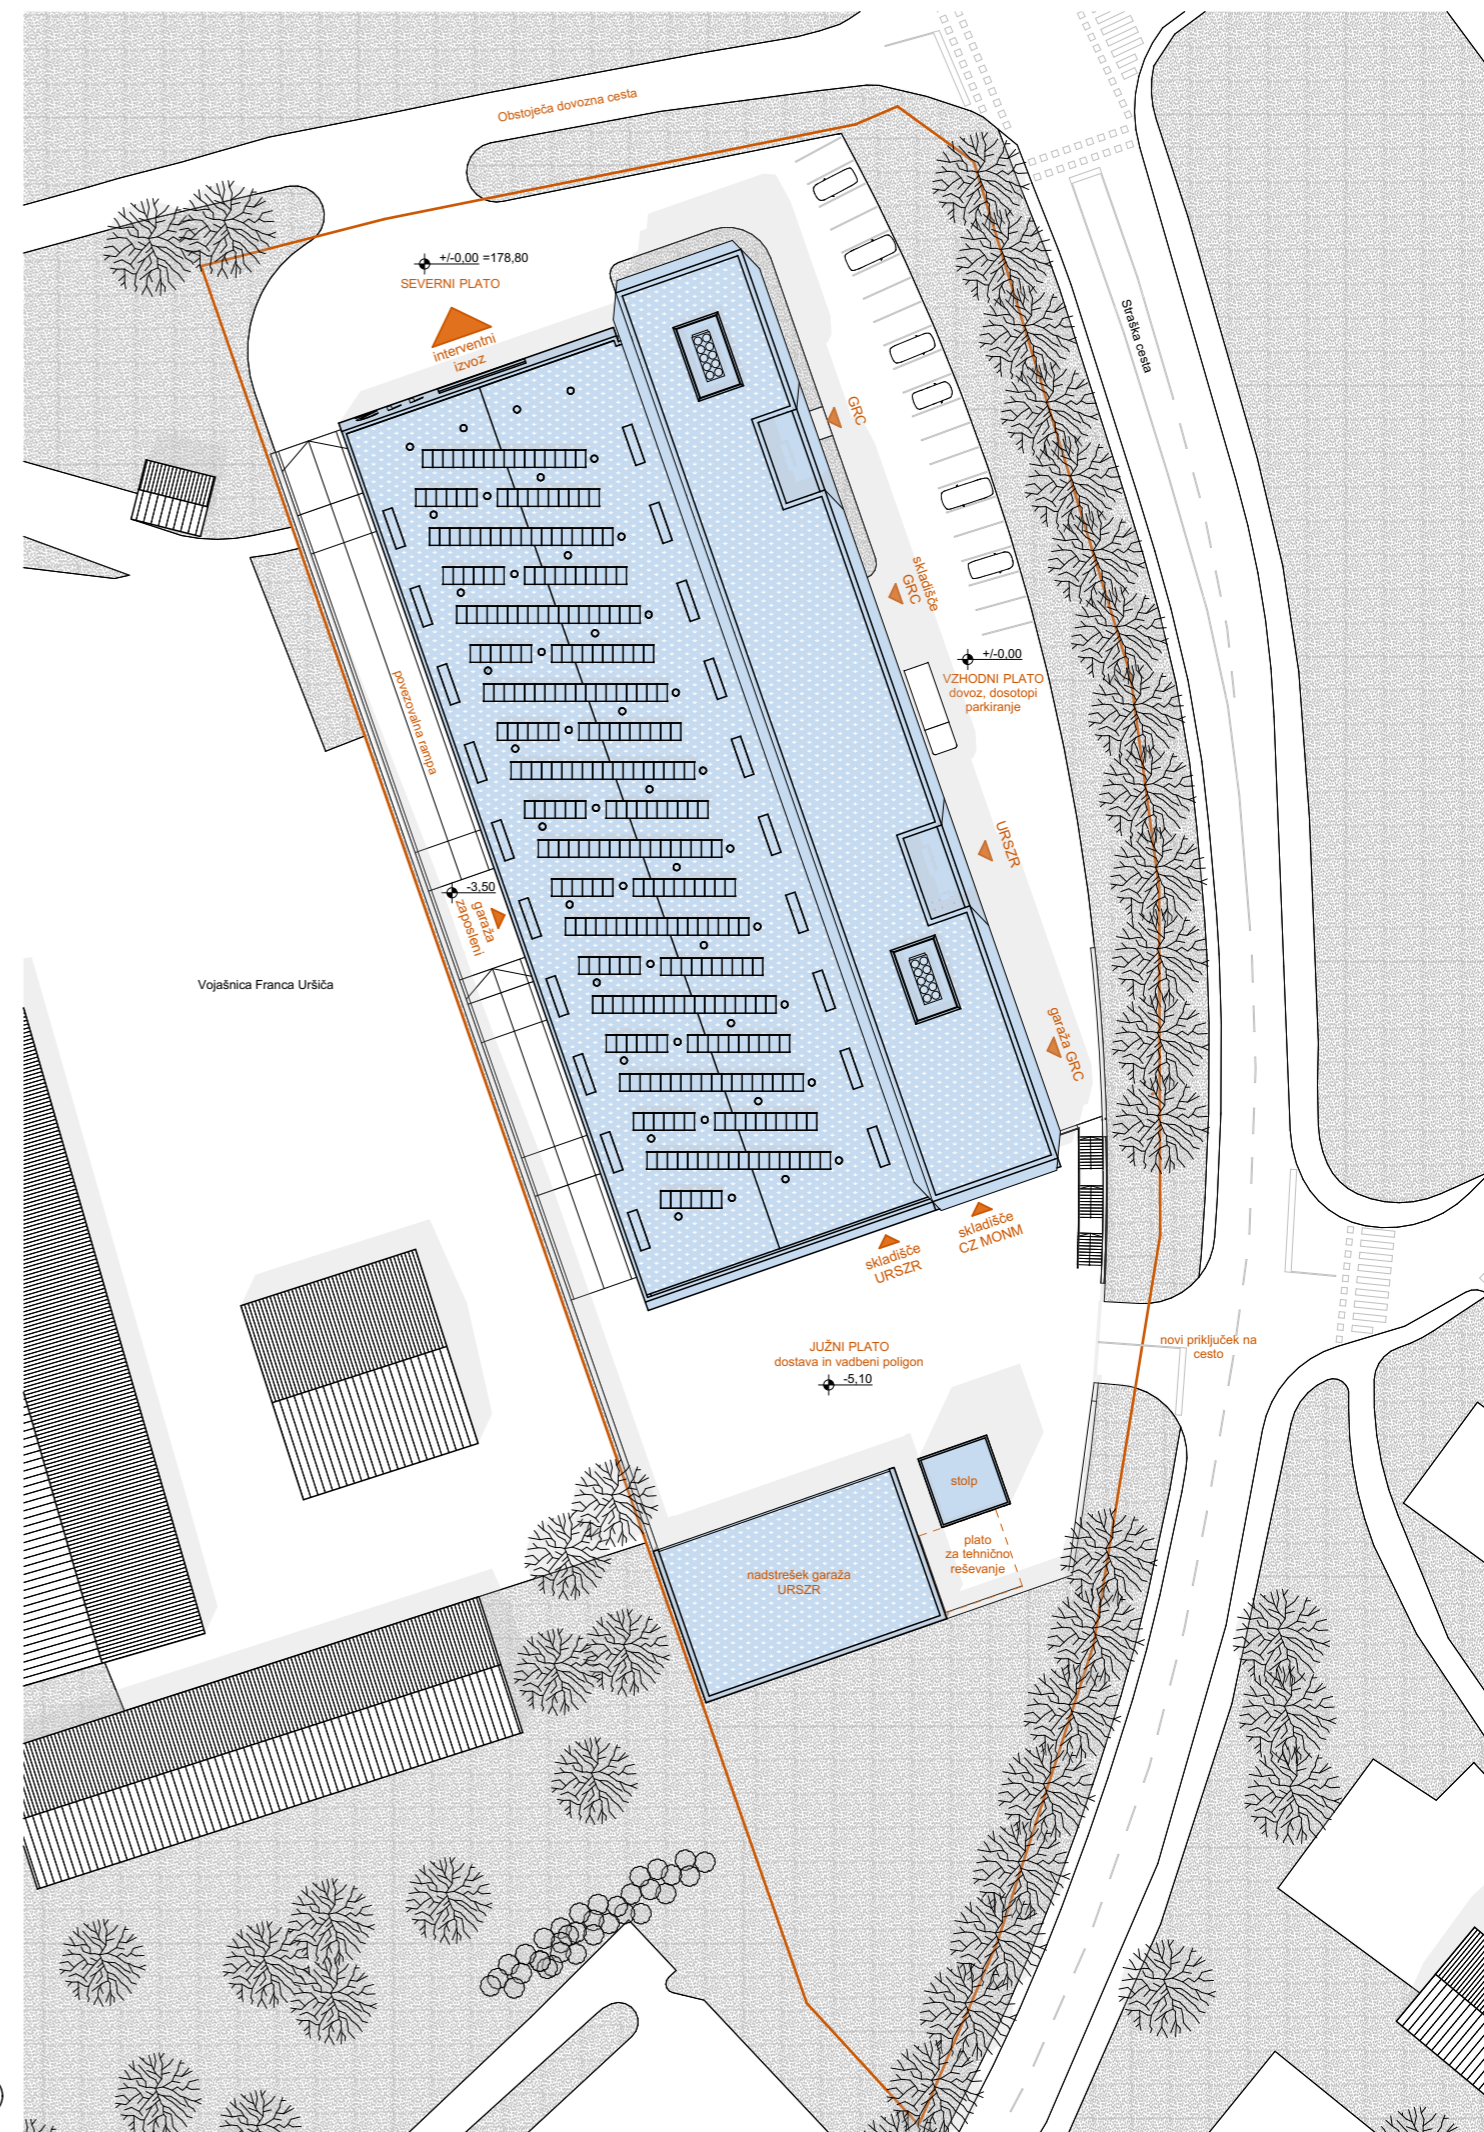 Obstoječa dovozna cesta
+/-0,00 =178,80
SEVERNI PLATO
interventni
izvoz
Straška cesta
GRC
skladišče
GRC
+/-0,00
VZHODNI PLATO
dovoz, dosotopi
parkiranje
povezovalna rampa
URSZR
-3,50
garaža
zaposleni
Vojašnica Franca Uršiča
garaža GRC
skladišče
CZ MONM
skladišče
URSZR
novi priključek na
cesto
JUŽNI PLATO
dostava in vadbeni poligon
-5,10
stolp
plato
za tehnično
reševanje
nadstrešek garaža
URSZR